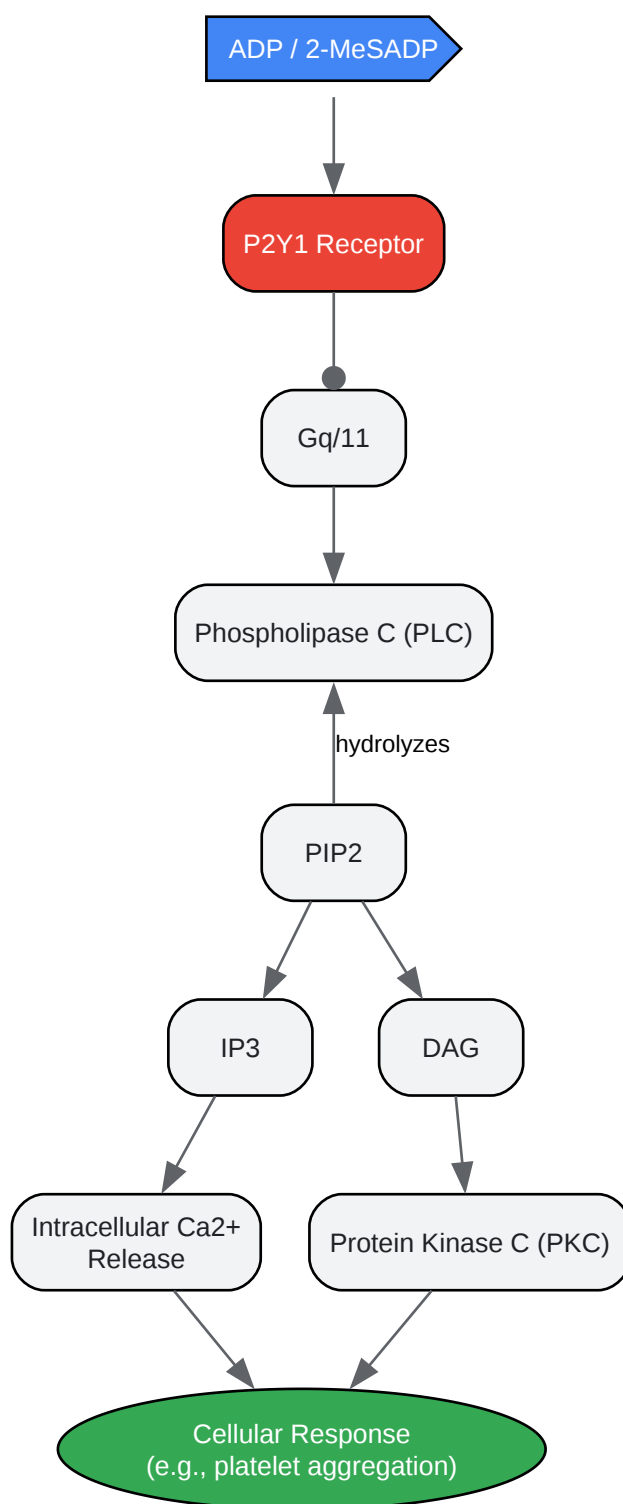 ADP / 2-MeSADP
P2Y1 Receptor
Gq/11
Phospholipase C (PLC)
hydrolyzes
PIP2
IP3
DAG
Intracellular Ca2+
Release
Protein Kinase C (PKC)
Cellular Response
(e.g., platelet aggregation)